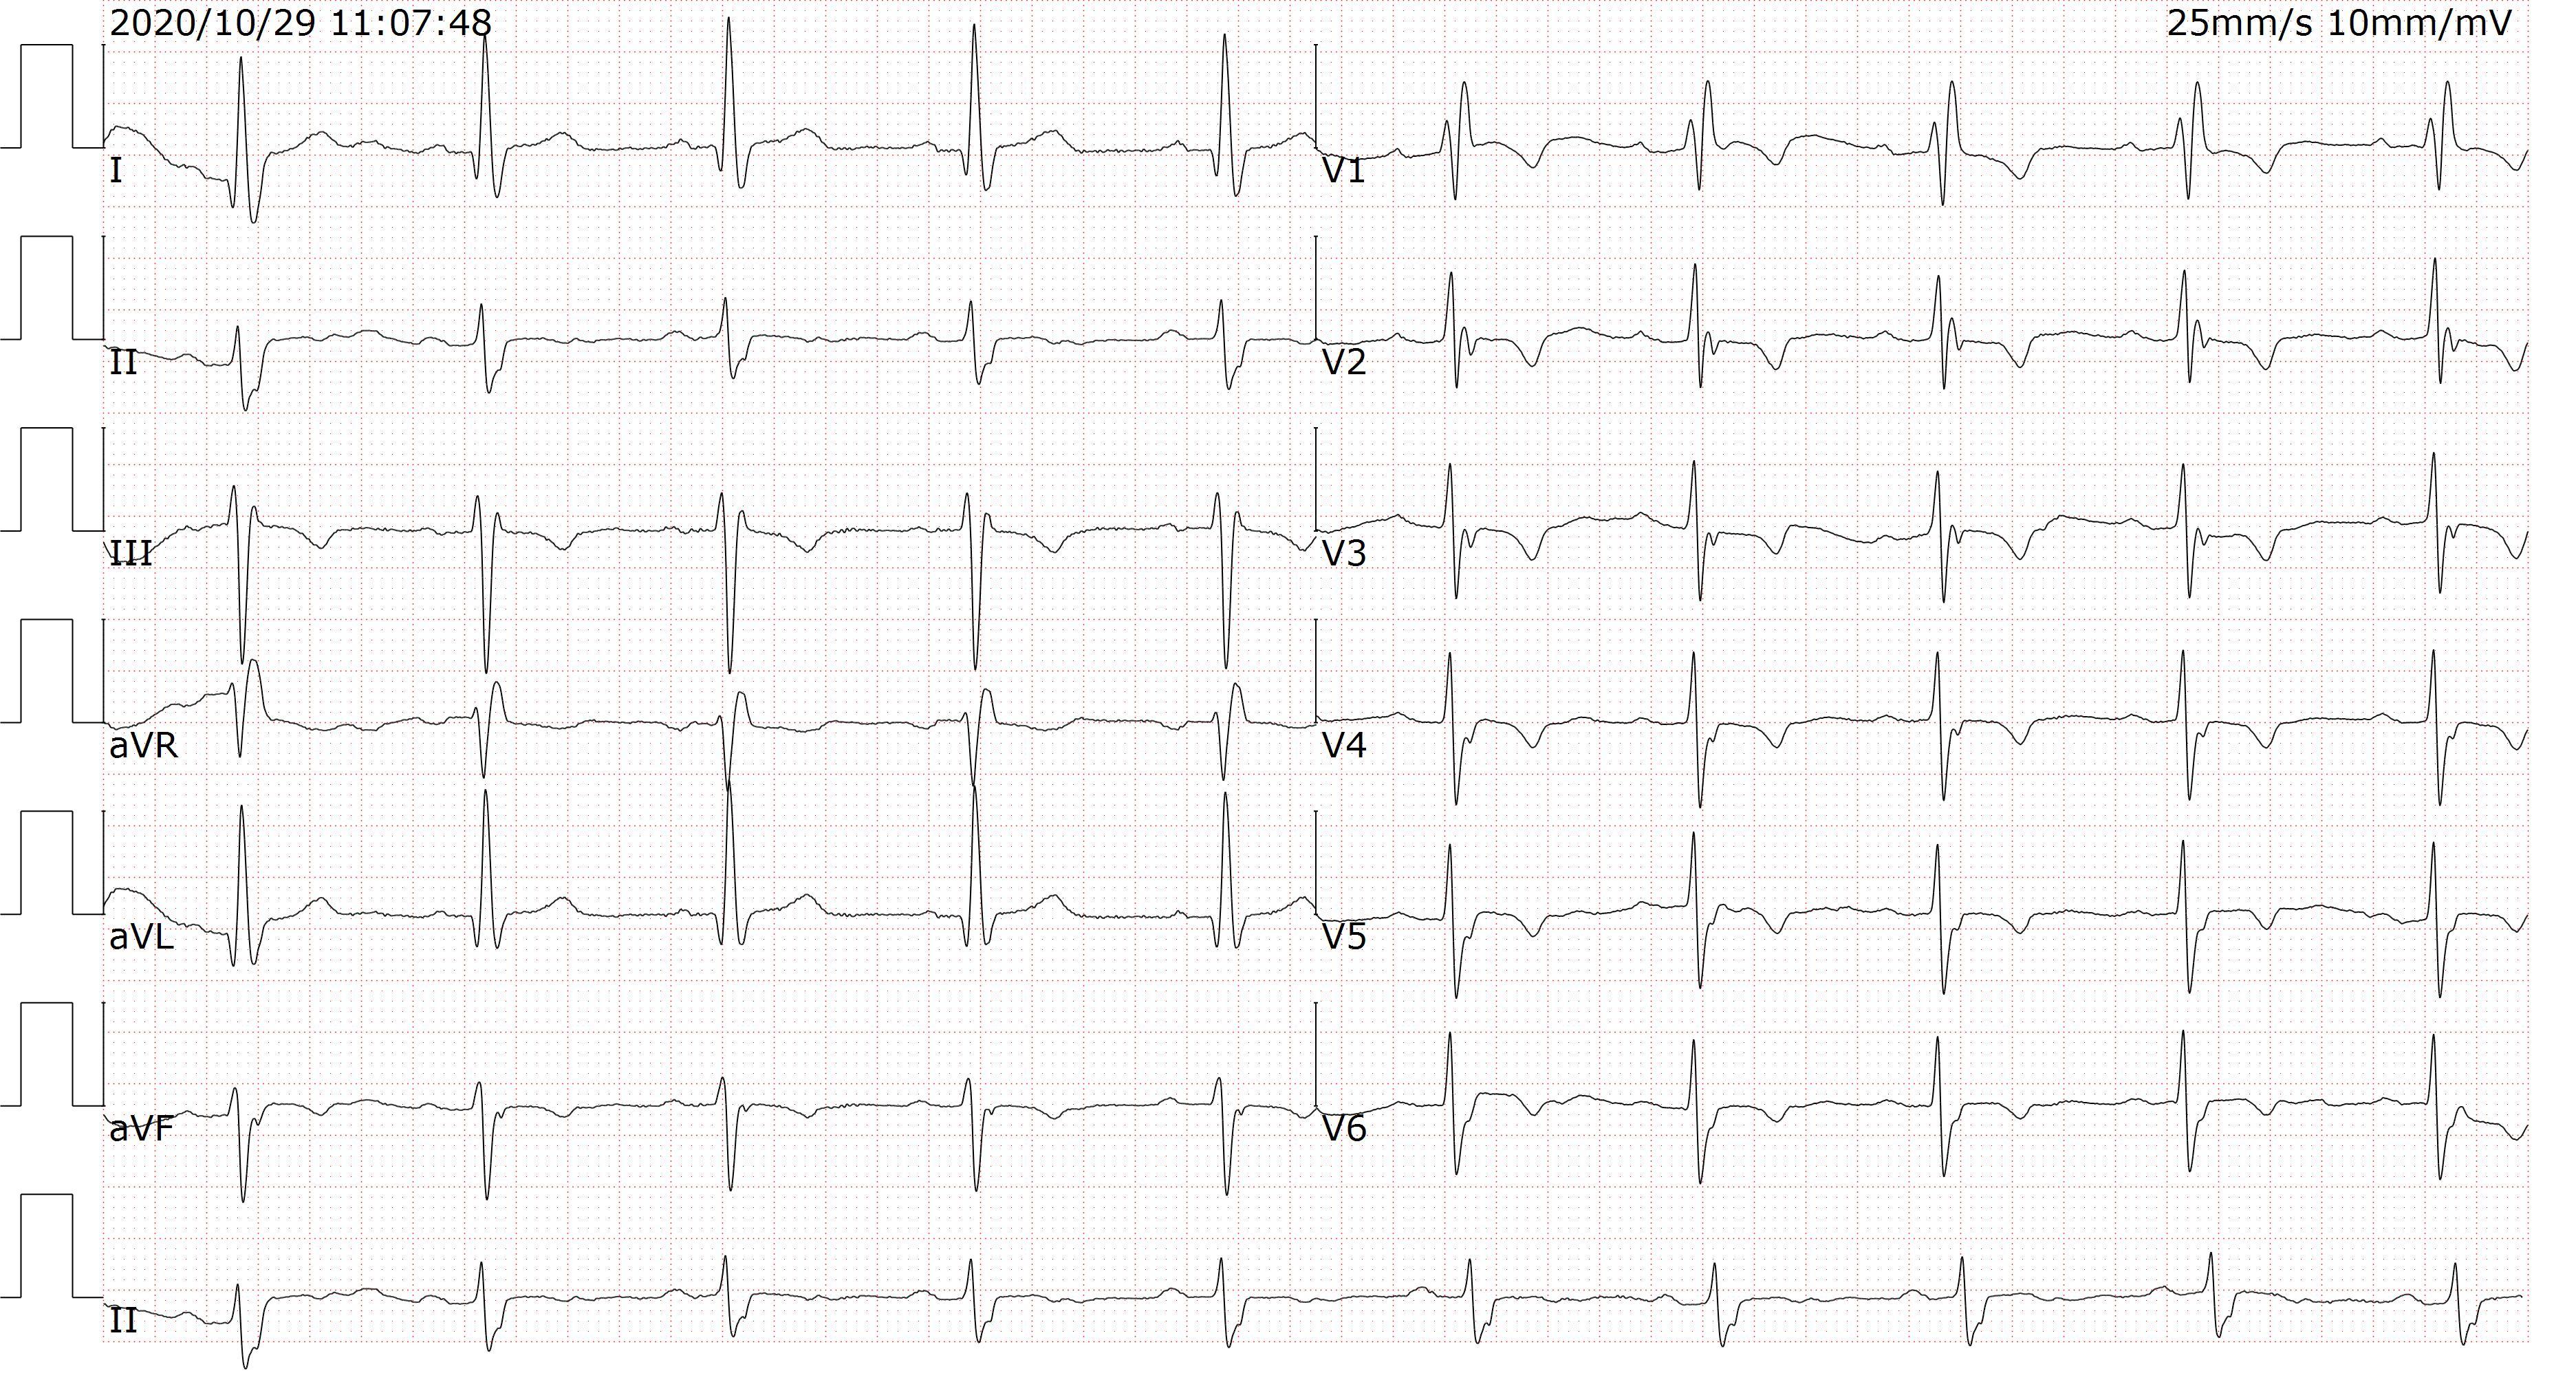 2020/10/29 11:07:48 25mm/s 10mm/mV
I V1
II V2
III V3
aVR V4
aVL V5
aVF V6
II